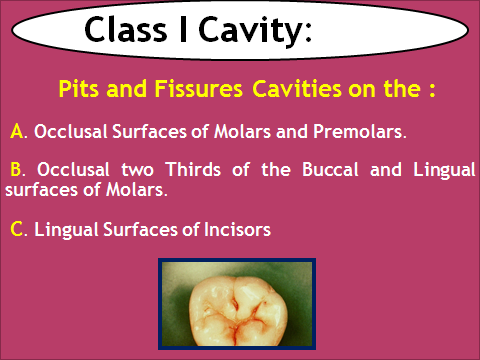 Class I Cavity:
Pits and Fissures Cavities on the :
A. Occlusal Surfaces of Molars and Premolars.
B. Occlusal two Thirds of the Buccal and Lingual
surfaces of Molars.
C. Lingual Surfaces of Incisors